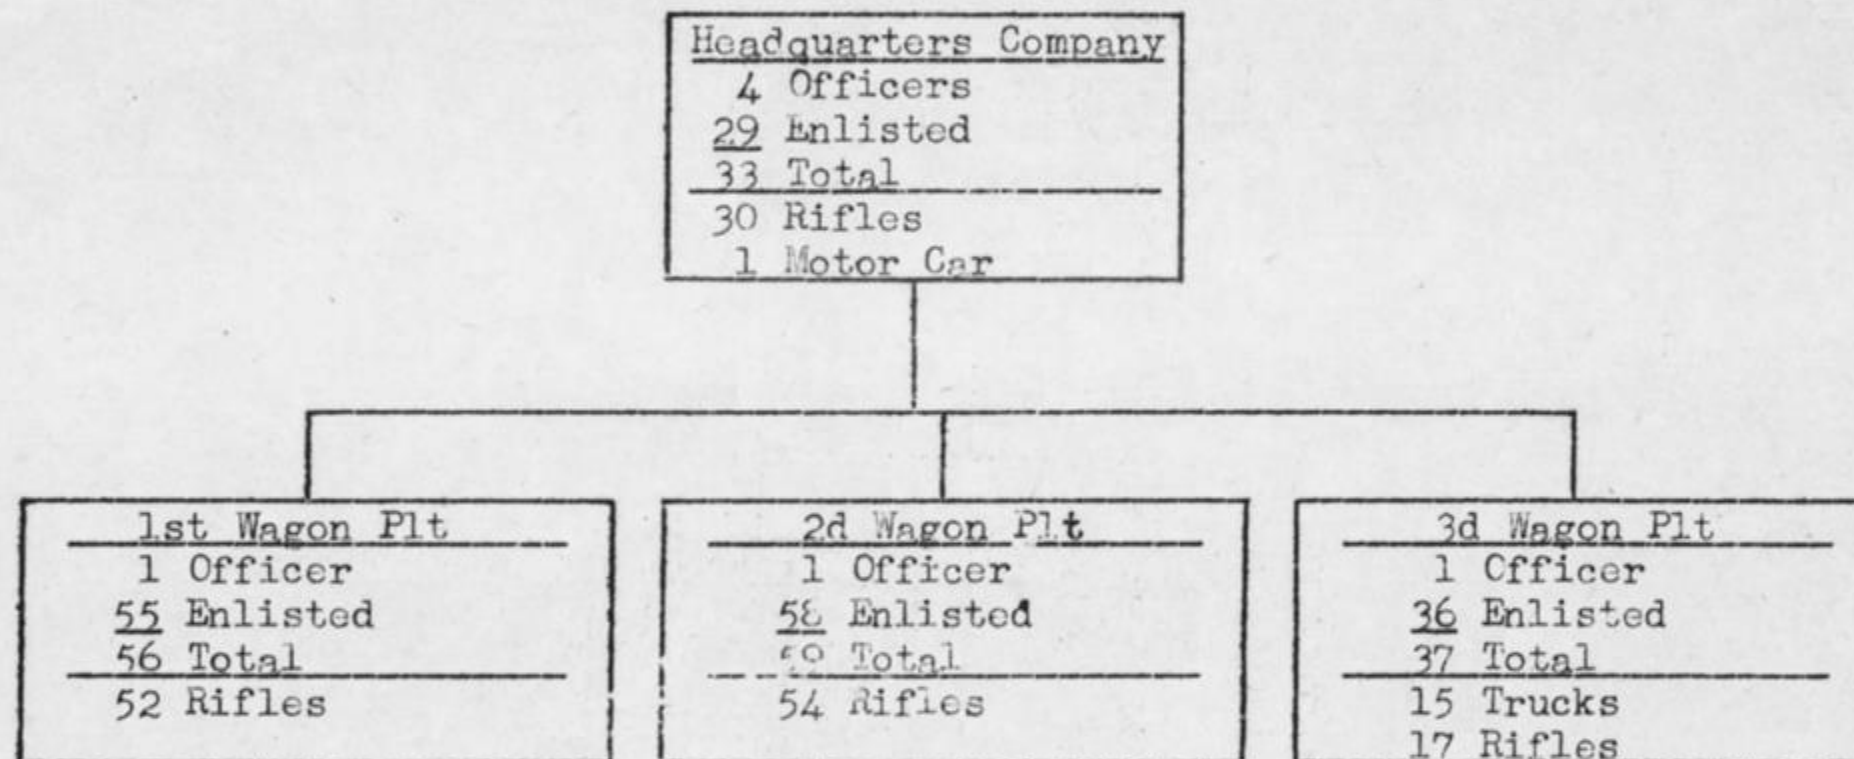 Headquarters Company
4 Officers
29 Enlisted
33 Total
30 Rifles
1 Motor Car
1st Wagon Plt
1 Officer
55 Enlisted
56 Total
52 Rifles
2d Wagon Plt
1 Officer
58 Enlisted
59 Total
54 Rifles
3d Wagon Plt
1 Officer
36 Enlisted
37 Total
15 Trucks
17 Rifles